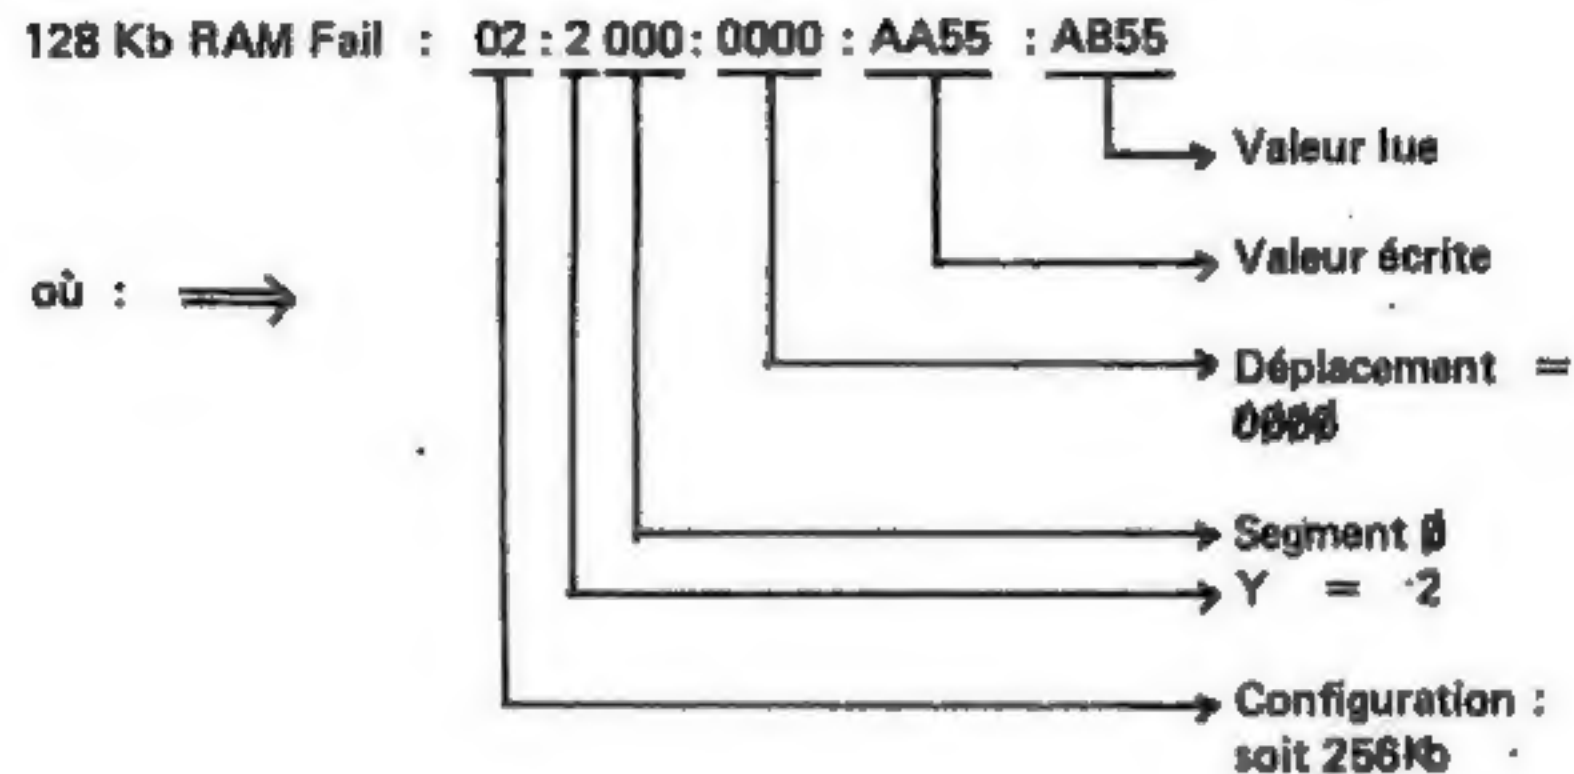 128 Kb RAM Fail : 02 : 2 000 : 0000 : AA55 : AB55
Valeur lue
où :
Valeur écrite
Déplacement =
0000
Segment 0
Y = 2
Configuration :
soit 256Kb